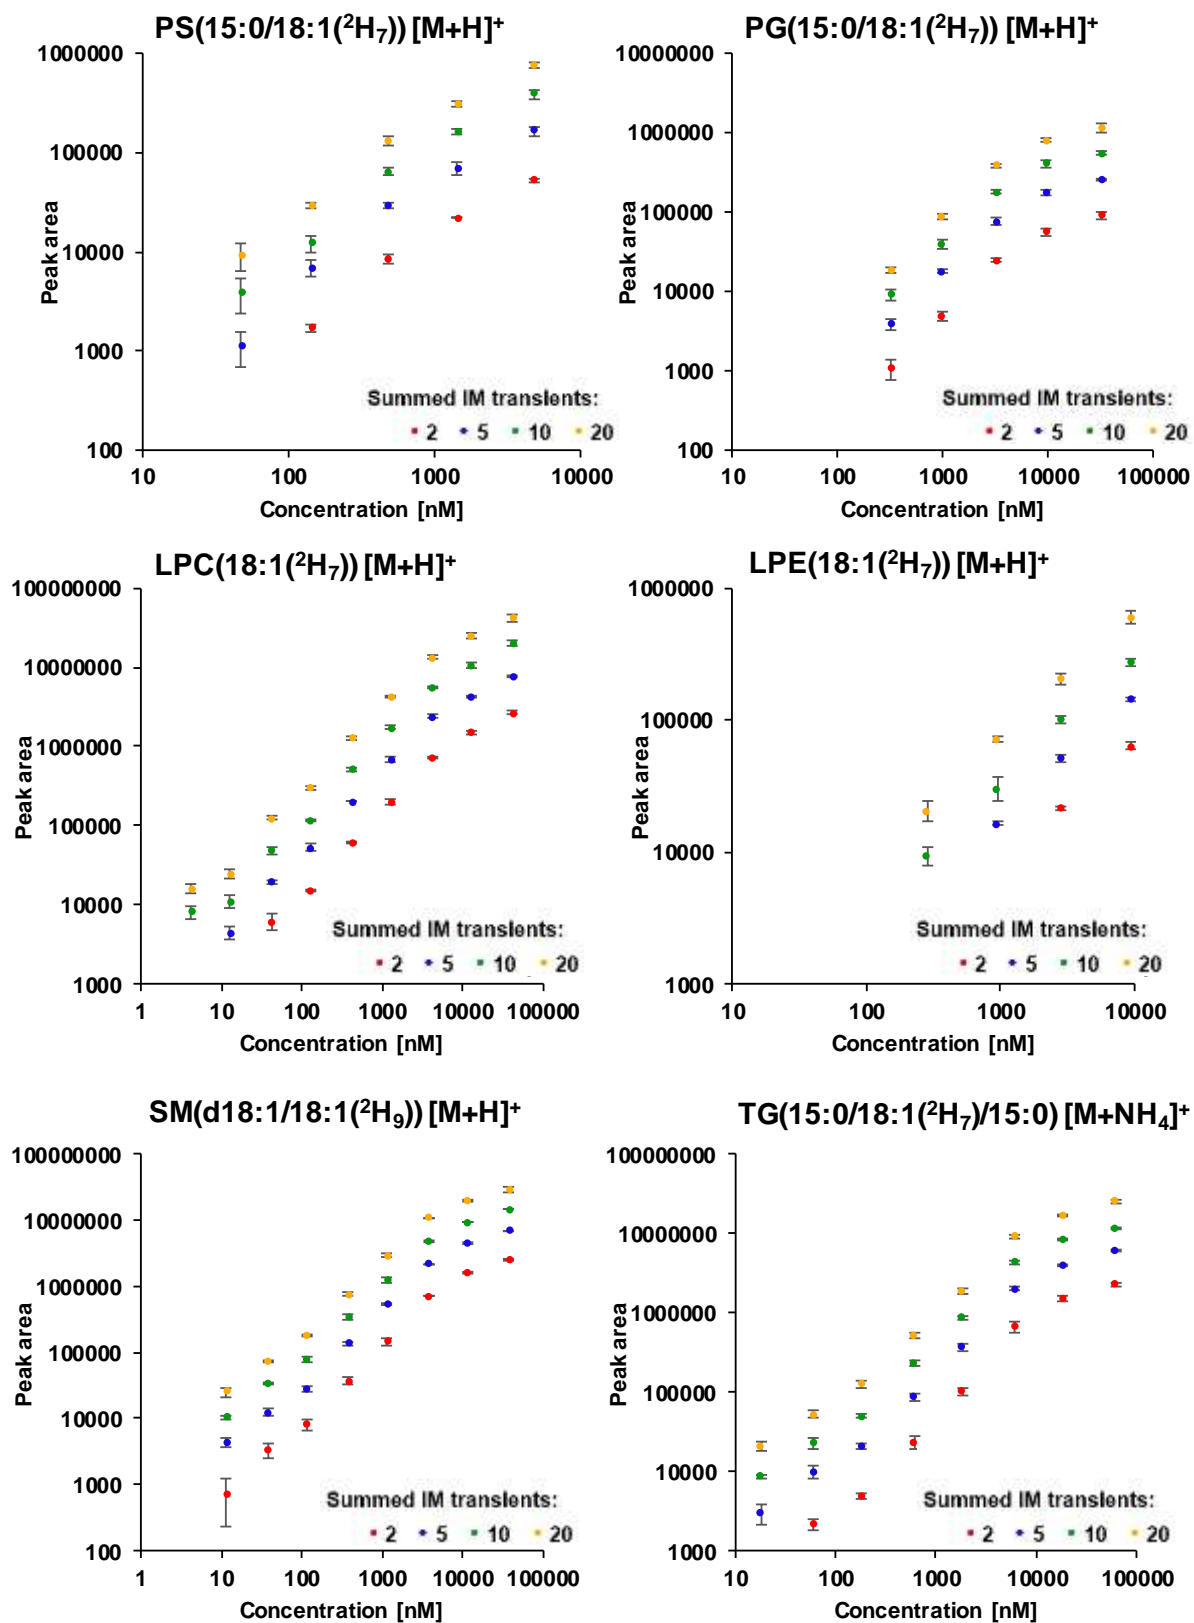 PS(15:0/18:1(²H₇)) [M+H]⁺
1000000
100000
10000
1000
100
Peak area
10 100 1000 10000
Concentration [nM]
Summed IM transients:
2 5 10 20
PG(15:0/18:1(²H₇)) [M+H]⁺
10000000
1000000
100000
10000
1000
100
Peak area
10 100 1000 10000 100000
Concentration [nM]
Summed IM transients:
2 5 10 20
LPC(18:1(²H₇)) [M+H]⁺
100000000
10000000
1000000
100000
10000
1000
Peak area
1 10 100 1000 10000 100000
Concentration [nM]
Summed IM transients:
2 5 10 20
LPE(18:1(²H₇)) [M+H]⁺
1000000
100000
10000
1000
Peak area
10 100 1000 10000
Concentration [nM]
Summed IM transients:
2 5 10 20
SM(d18:1/18:1(²H₉)) [M+H]⁺
100000000
10000000
1000000
100000
10000
1000
100
Peak area
1 10 100 1000 10000 100000
Concentration [nM]
Summed IM transients:
2 5 10 20
TG(15:0/18:1(²H₇)/15:0) [M+NH₄]⁺
100000000
10000000
1000000
100000
10000
1000
Peak area
10 100 1000 10000 100000
Concentration [nM]
Summed IM transients:
2 5 10 20